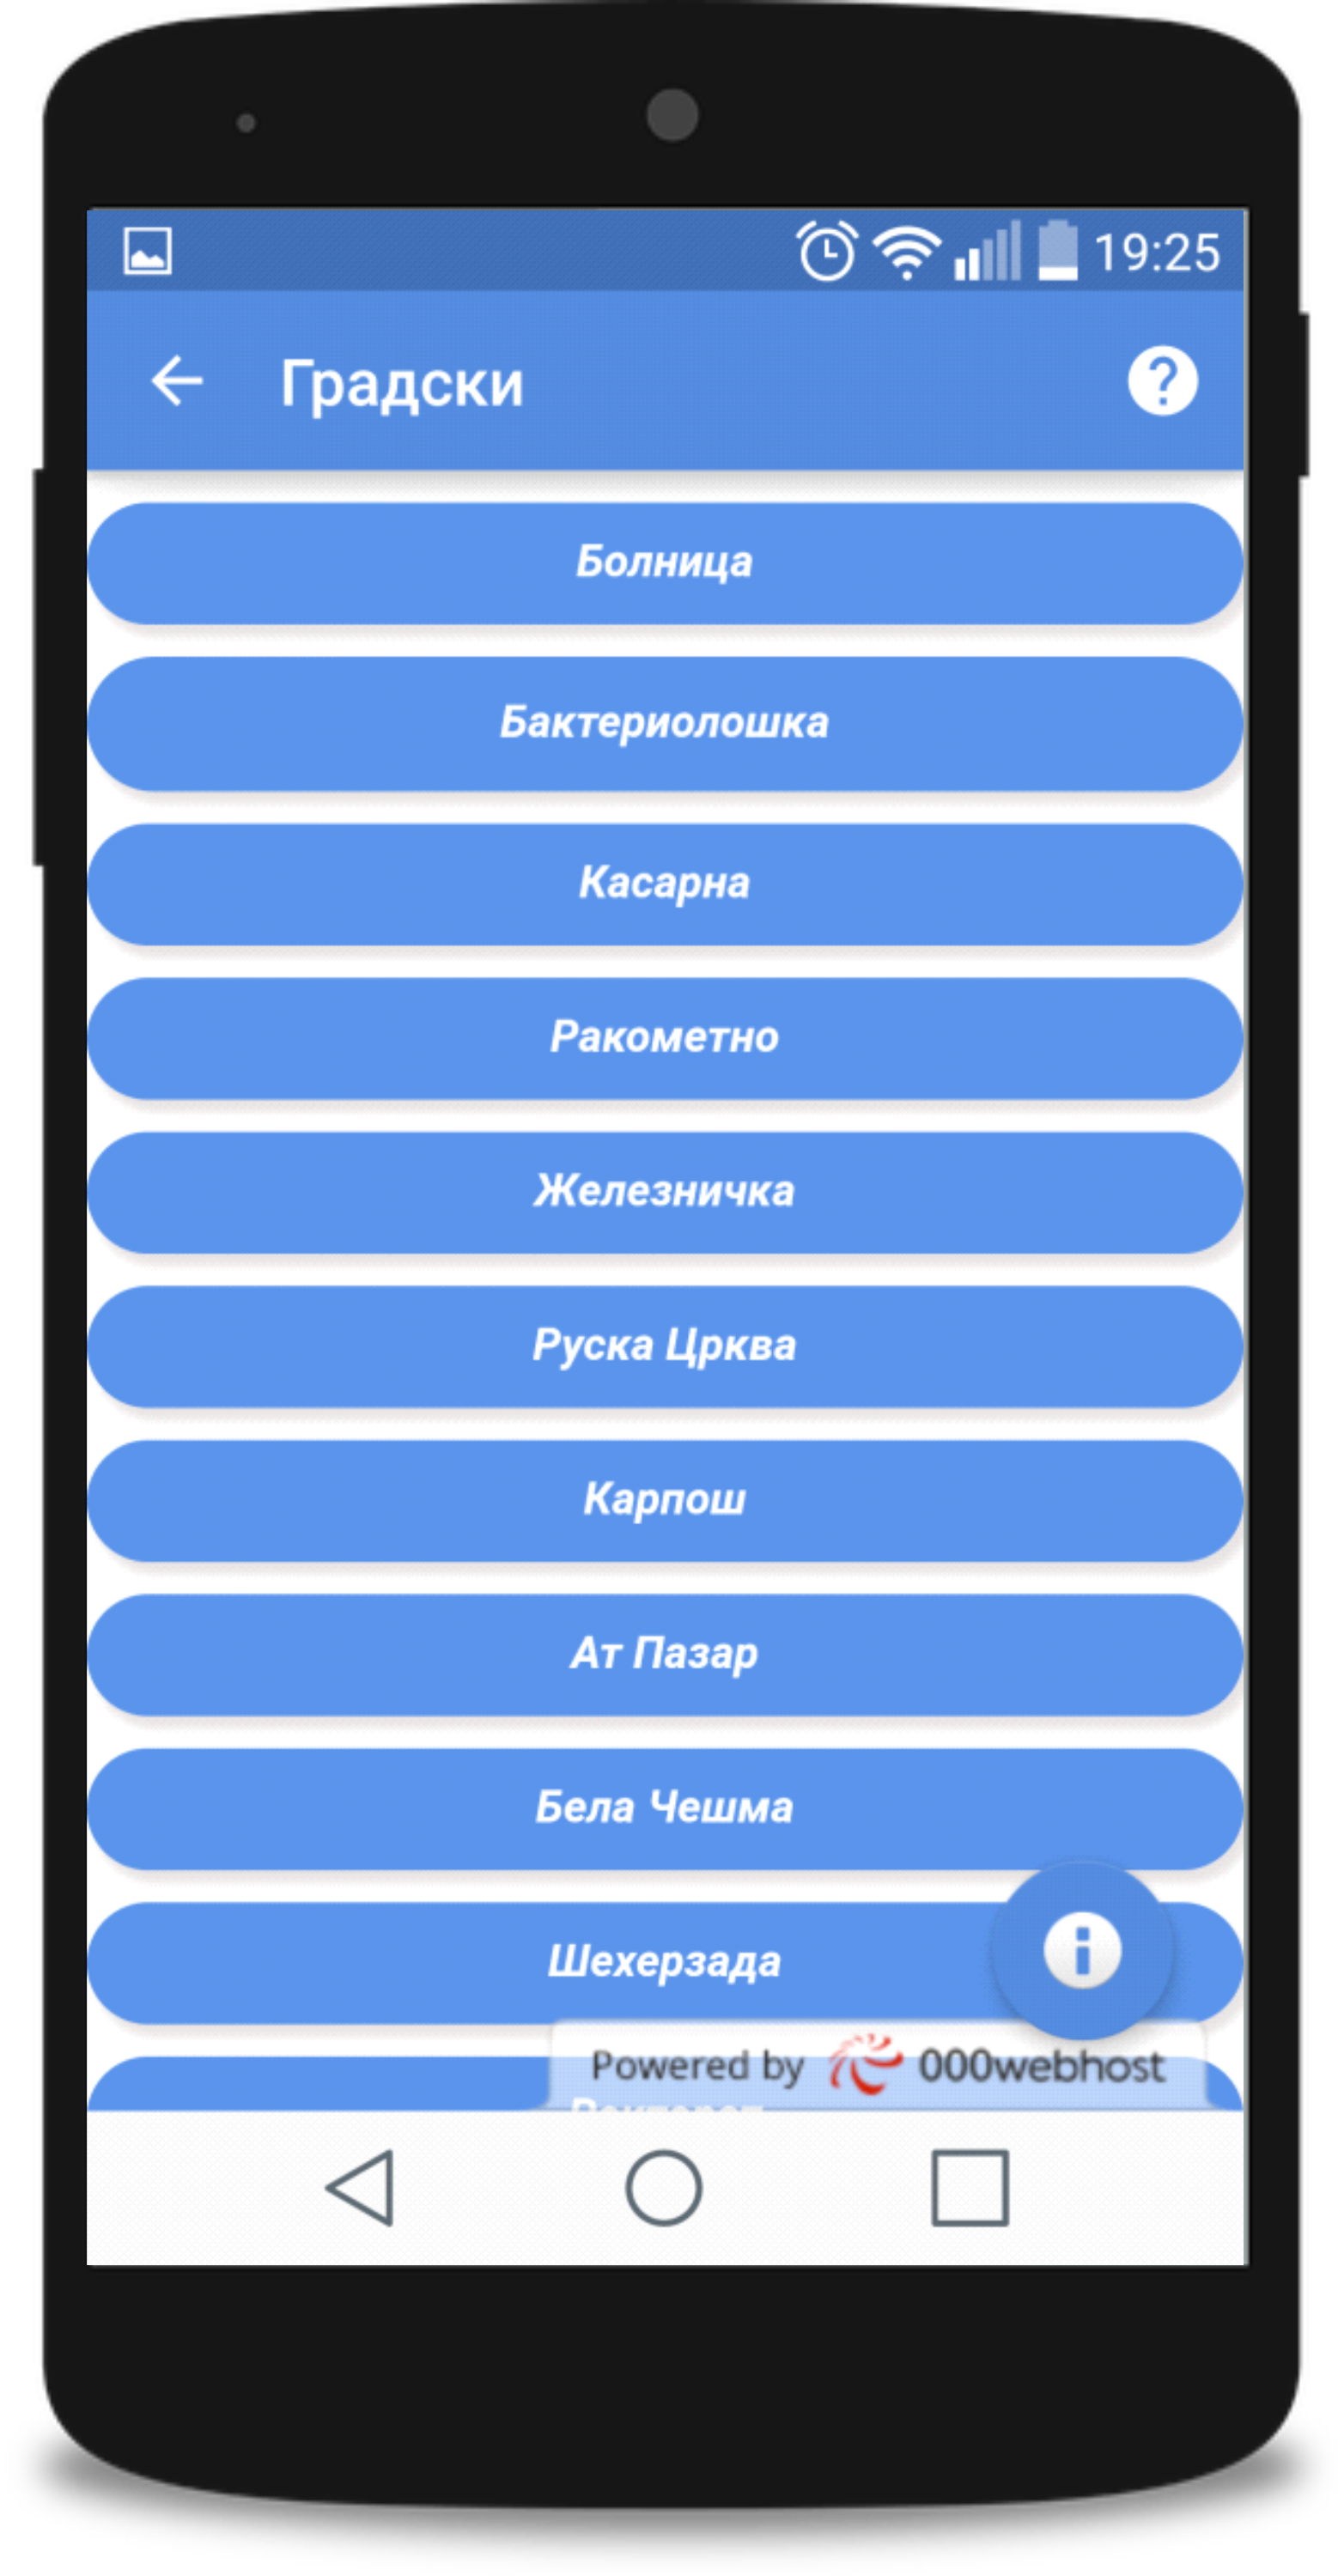 19:25
Градски
Болница
Бактериолошка
Касарна
Ракометно
Железничка
Руска Црква
Карпош
Ат Пазар
Бела Чешма
Шехерзада
Powered by 000webhost